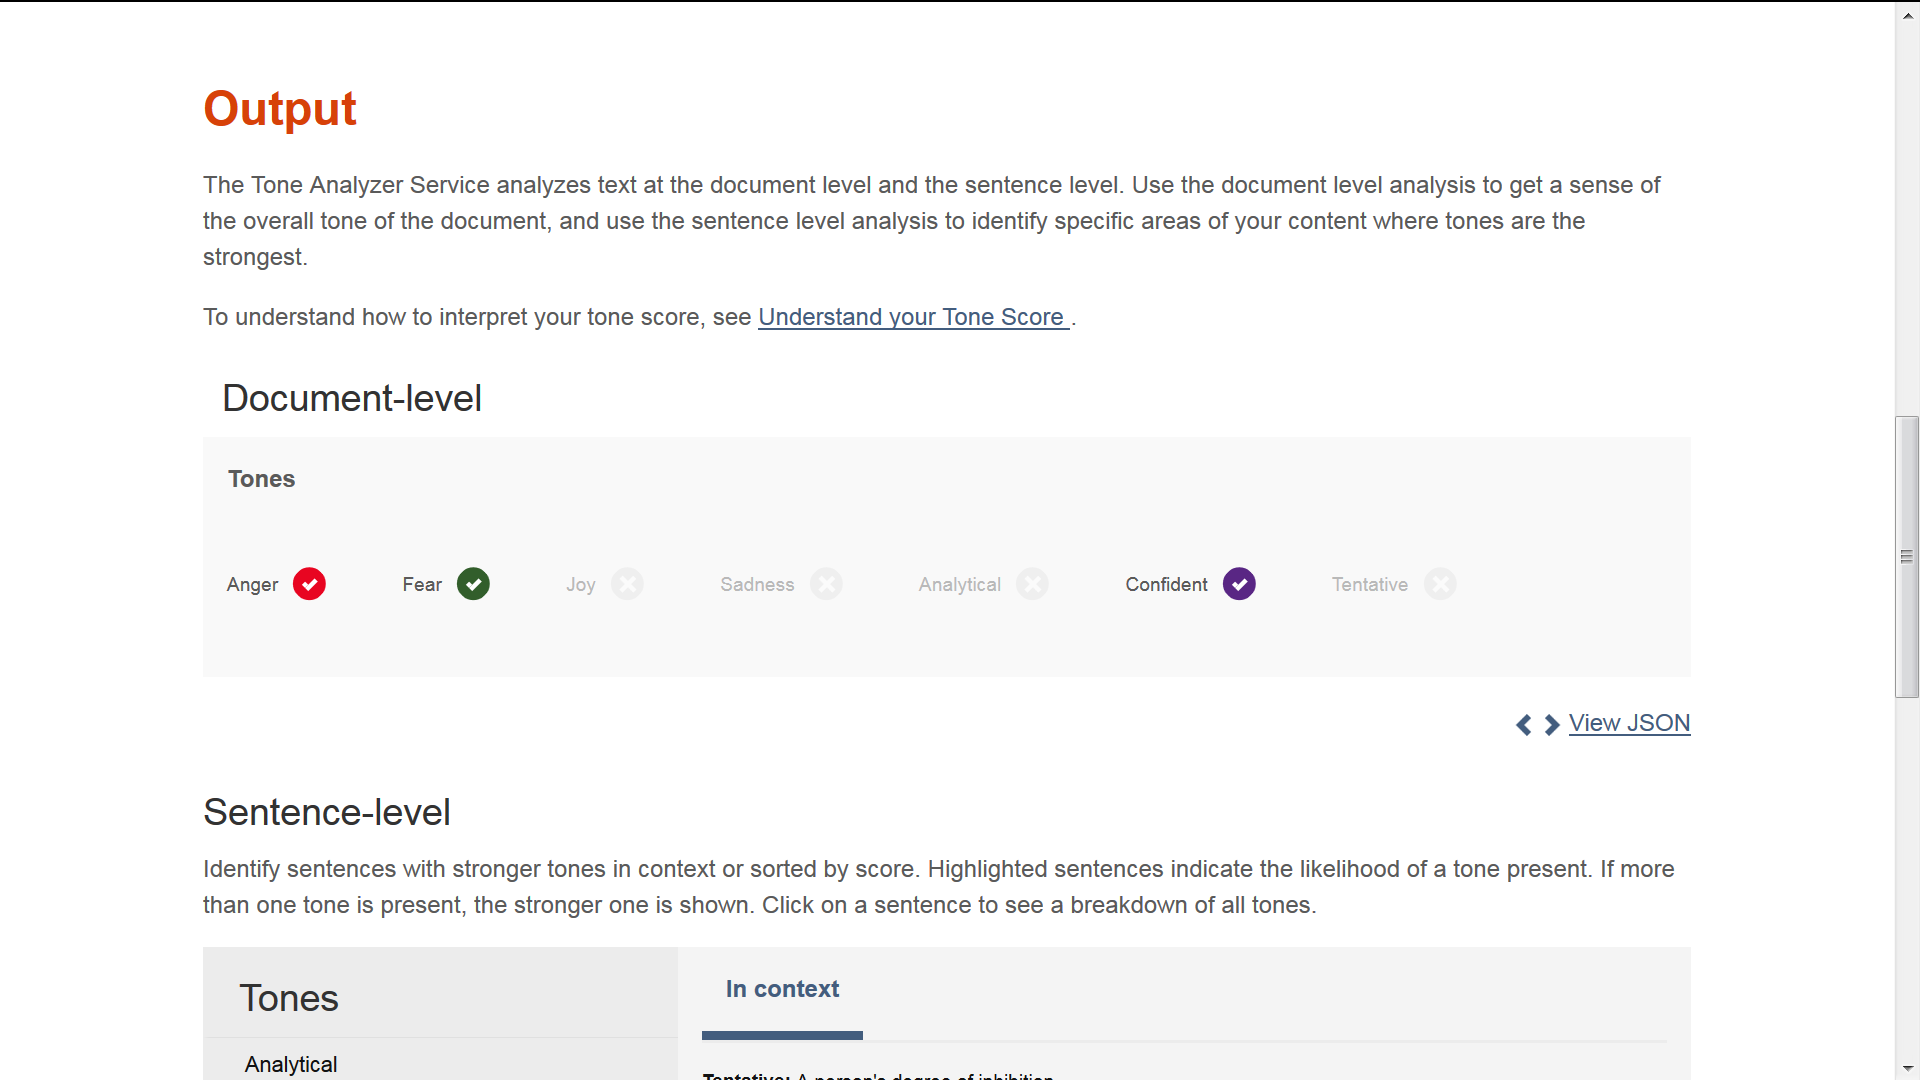 Output
The Tone Analyzer Service analyzes text at the document level and the sentence level. Use the document level analysis to get a sense of
the overall tone of the document, and use the sentence level analysis to identify specific areas of your content where tones are the
strongest.
To understand how to interpret your tone score, see Understand your Tone Score .
Document-level
Tones
Anger Fear Joy Sadness Analytical Confident Tentative
View JSON
Sentence-level
Identify sentences with stronger tones in context or sorted by score. Highlighted sentences indicate the likelihood of a tone present. If more
than one tone is present, the stronger one is shown. Click on a sentence to see a breakdown of all tones.
Tones
In context
Analytical
Tentative: A person's degree of inhibition